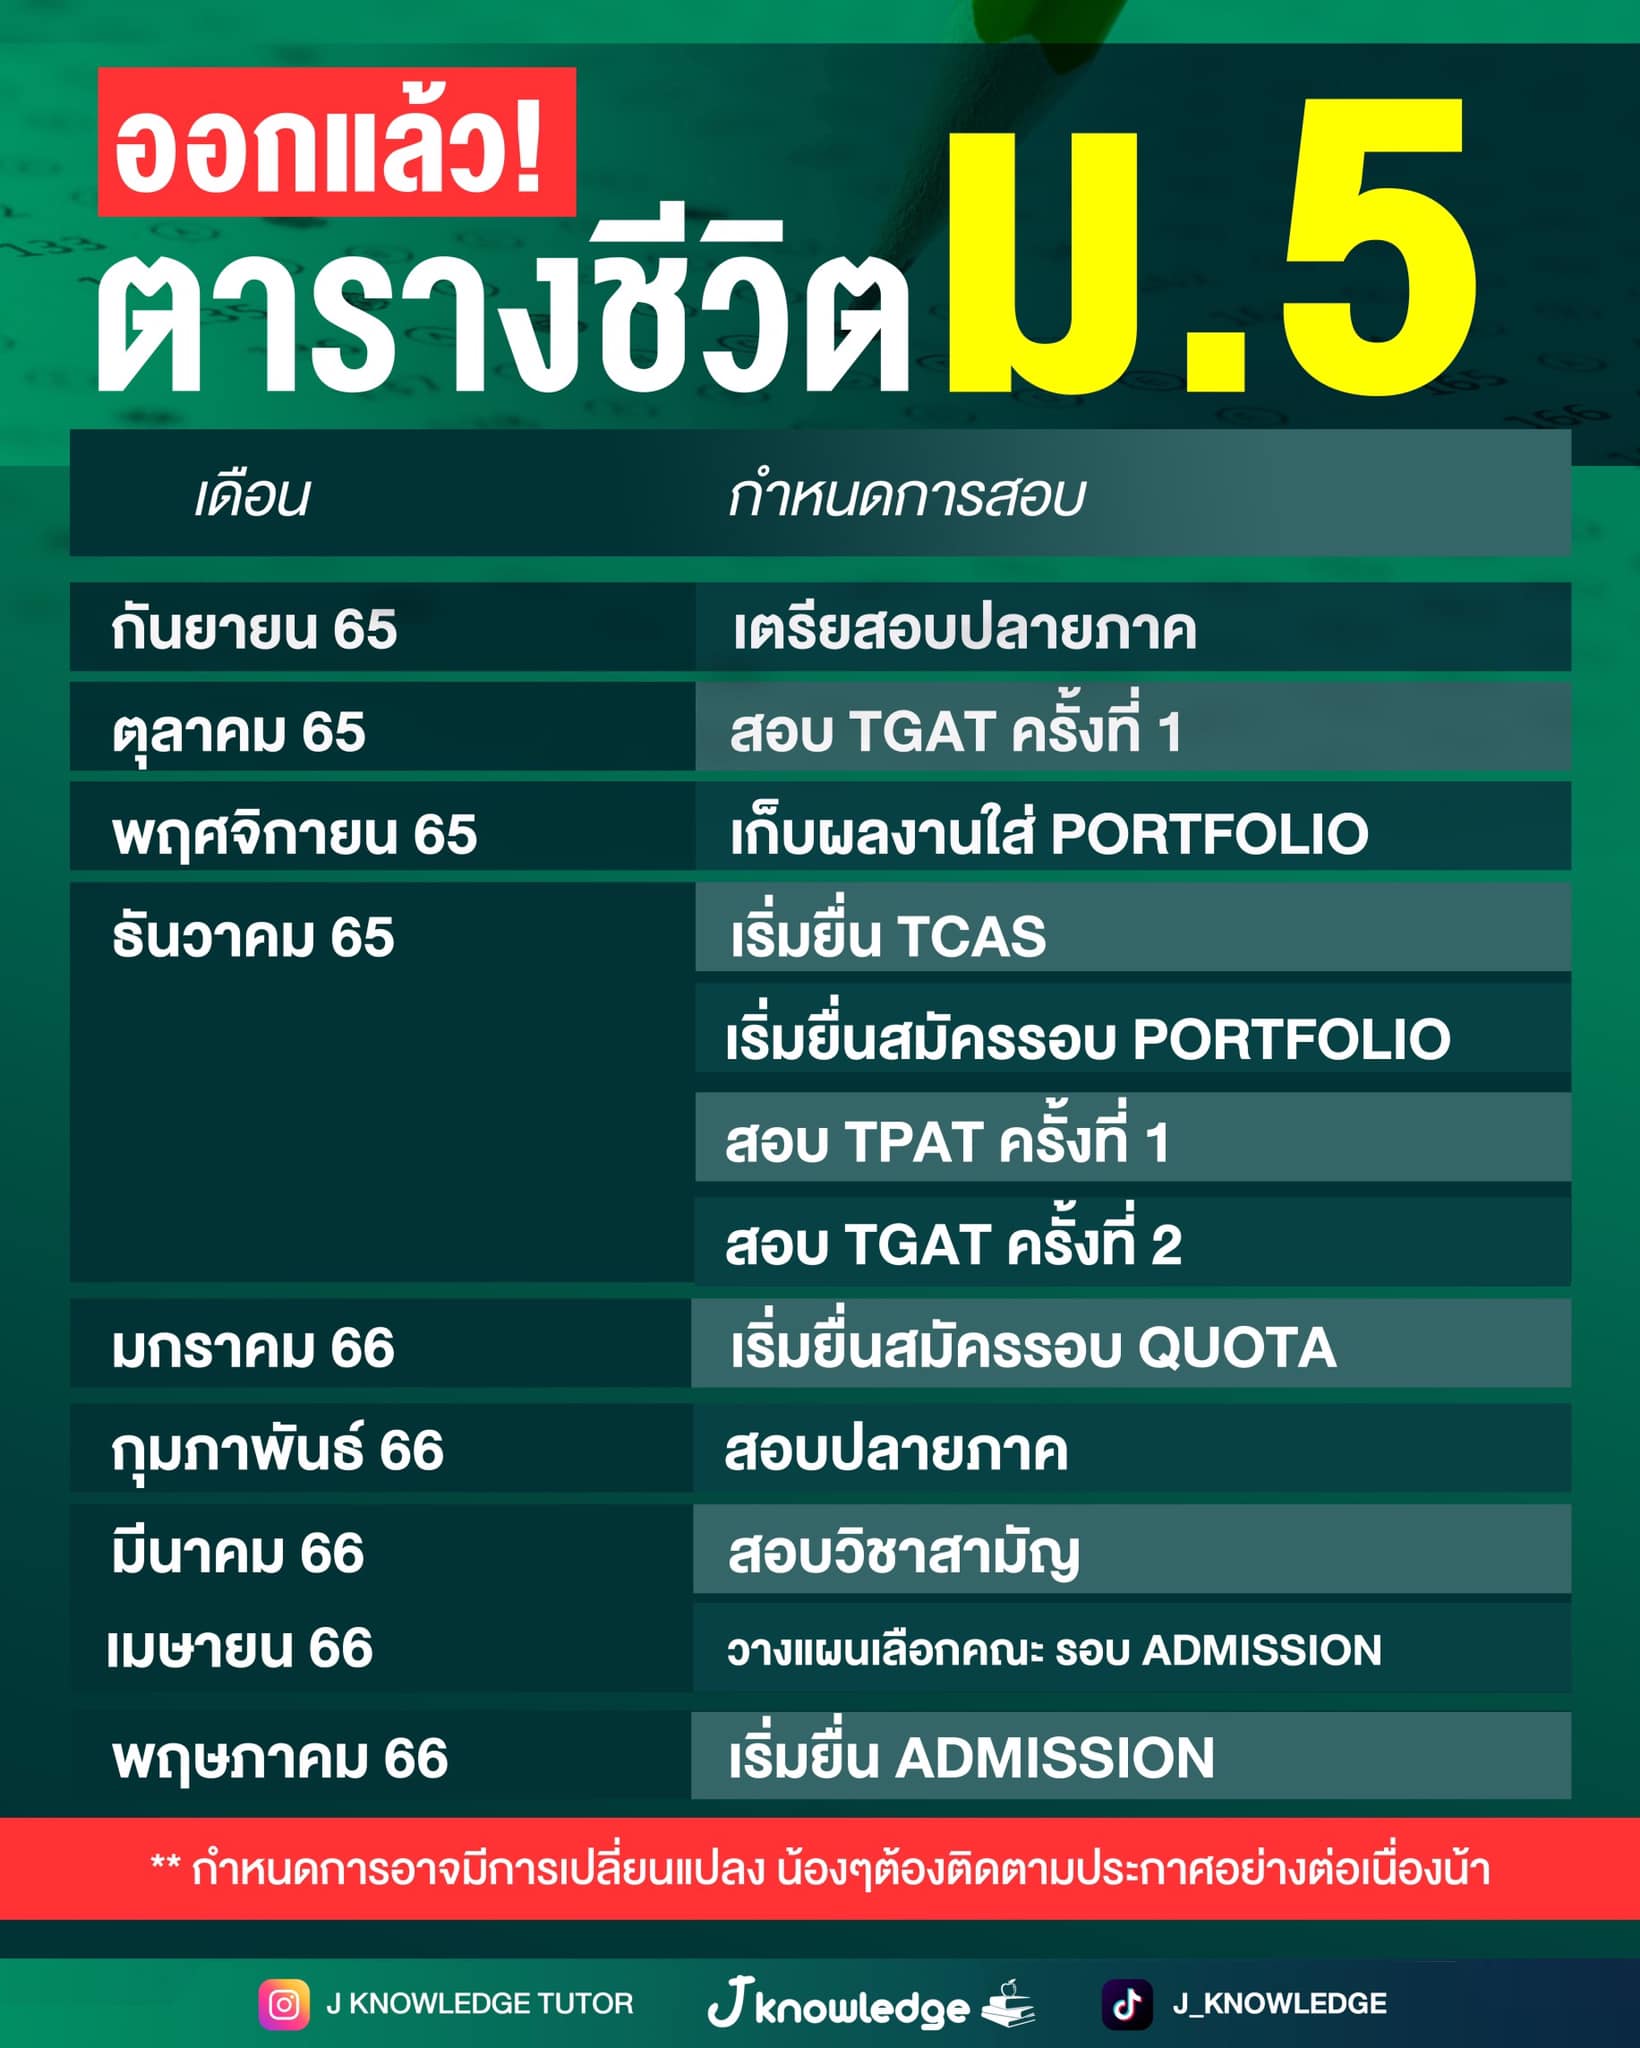 ออกแล้ว!
ตารางชีวิต ม.5
เดือน กำหนดการสอบ
กันยายน 65 เตรียสอบปลายภาค
ตุลาคม 65 สอบ TGAT ครั้งที่ 1
พฤศจิกายน 65 เก็บผลงานใส่ PORTFOLIO
ธันวาคม 65 เริ่มยื่น TCAS
เริ่มยื่นสมัครรอบ PORTFOLIO
สอบ TPAT ครั้งที่ 1
สอบ TGAT ครั้งที่ 2
มกราคม 66 เริ่มยื่นสมัครรอบ QUOTA
กุมภาพันธ์ 66 สอบปลายภาค
มีนาคม 66 สอบวิชาสามัญ
เมษายน 66 วางแผนเลือกคณะ รอบ ADMISSION
พฤษภาคม 66 เริ่มยื่น ADMISSION
** กำหนดการอาจมีการเปลี่ยนแปลง น้องๆต้องติดตามประกาศอย่างต่อเนื่องน้า
J KNOWLEDGE TUTOR J knowledge J_KNOWLEDGE